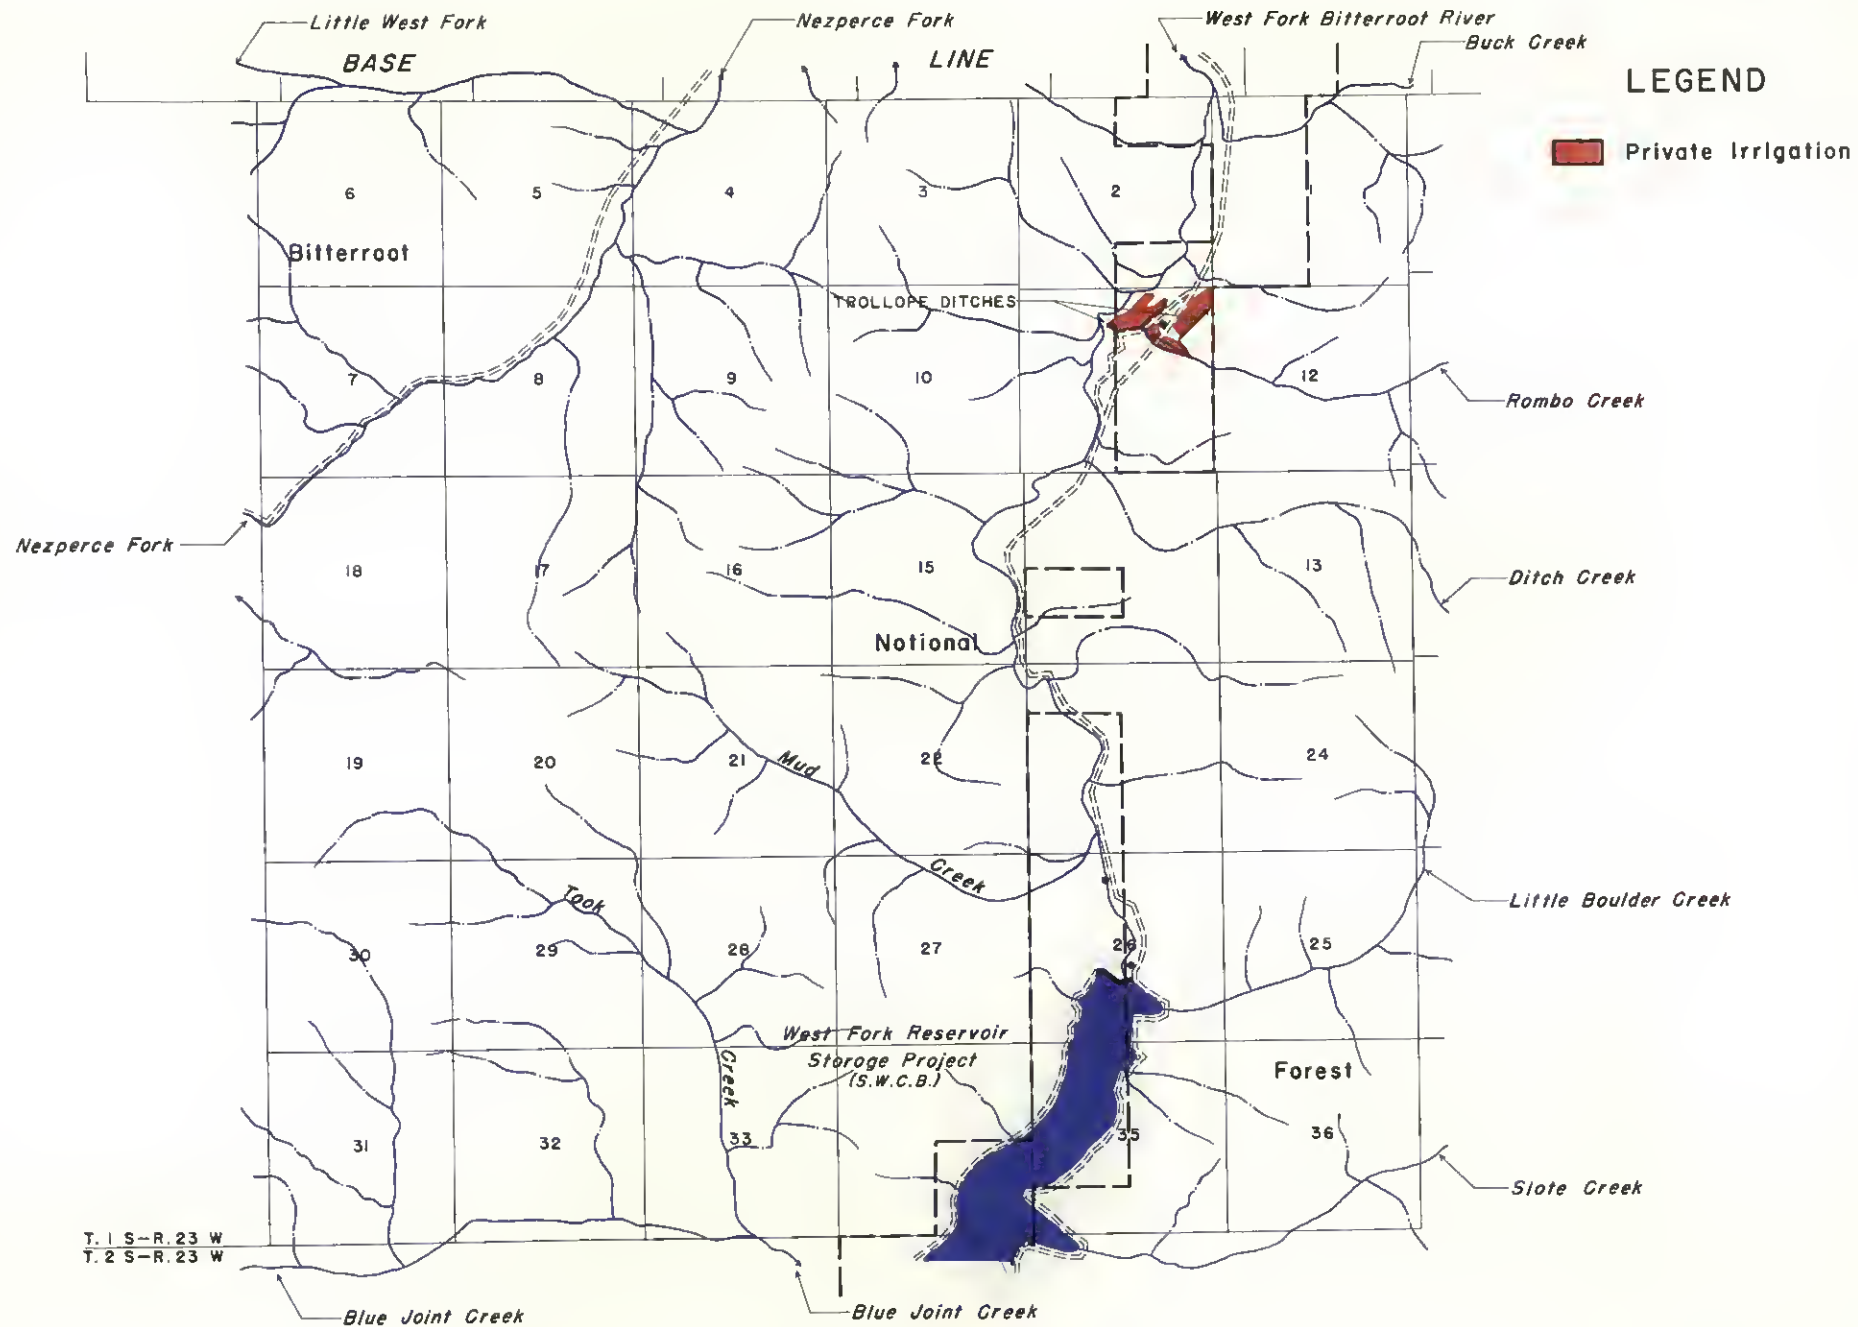 Little West Fork
Nezperce Fork
West Fork Bitterroot River
Buck Creek
BASE
LINE
LEGEND
Private Irrigation
6
5
4
3
2
1
Bitterroot
TROLLOPE DITCHES
7
8
9
10
12
Rombo Creek
Nezperce Fork
18
17
16
15
13
Ditch Creek
Notional
19
20
21
Mud
22
24
Took
Creek
Little Boulder Creek
30
29
28
27
26
25
West Fork Reservoir
Storoge Project
(S.W.C.B.)
Creek
Forest
31
32
33
35
36
Slote Creek
T. 1 S-R. 23 W
T. 2 S-R. 23 W
Blue Joint Creek
Blue Joint Creek